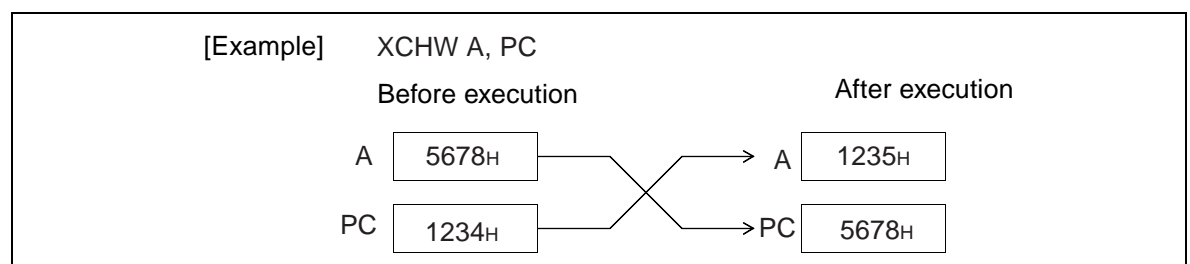 [Example] XCHW A, PC
Before execution After execution
A 5678H A 1235H
PC 1234H PC 5678H